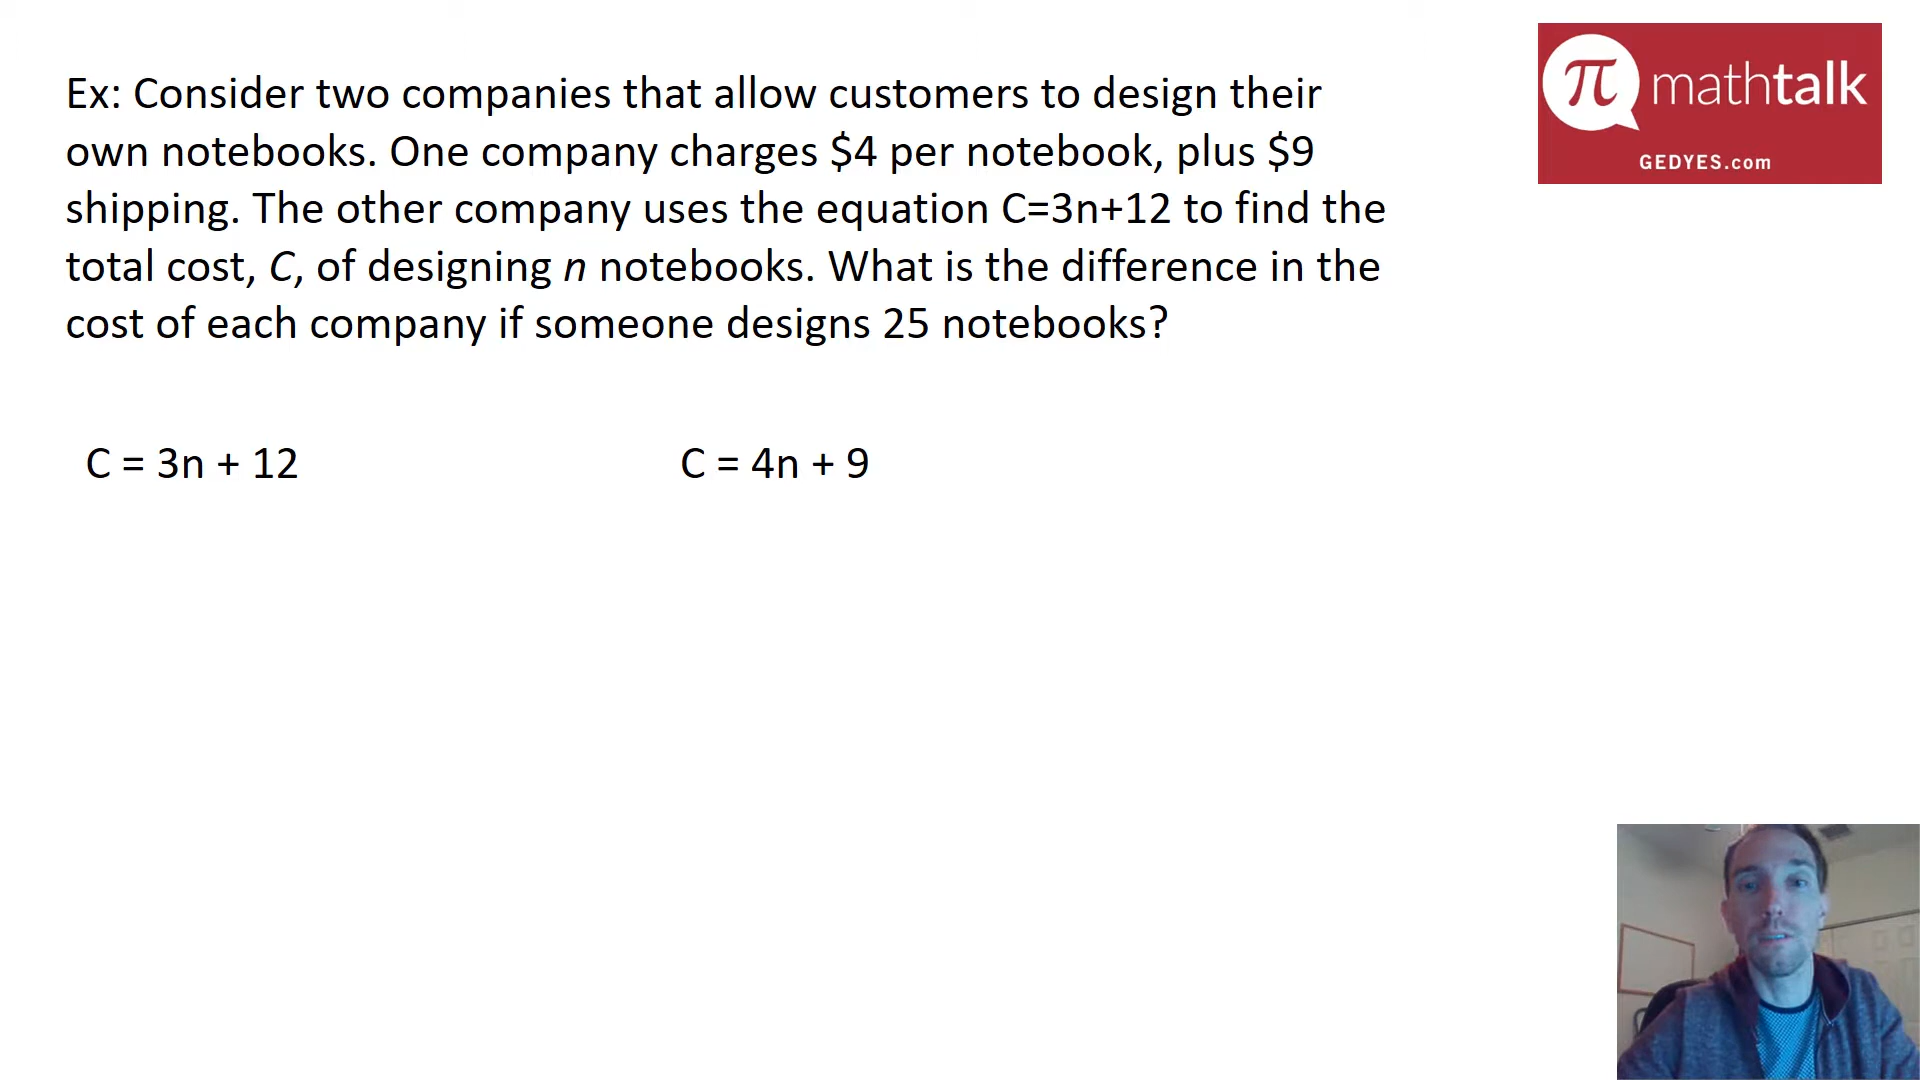 Ex: Consider two companies that allow customers to design their
own notebooks. One company charges $4 per notebook, plus $9
shipping. The other company uses the equation C=3n+12 to find the
total cost, C, of designing n notebooks. What is the difference in the
cost of each company if someone designs 25 notebooks?
π mathtalk
GEDYES.com
C = 3n + 12
C = 4n + 9